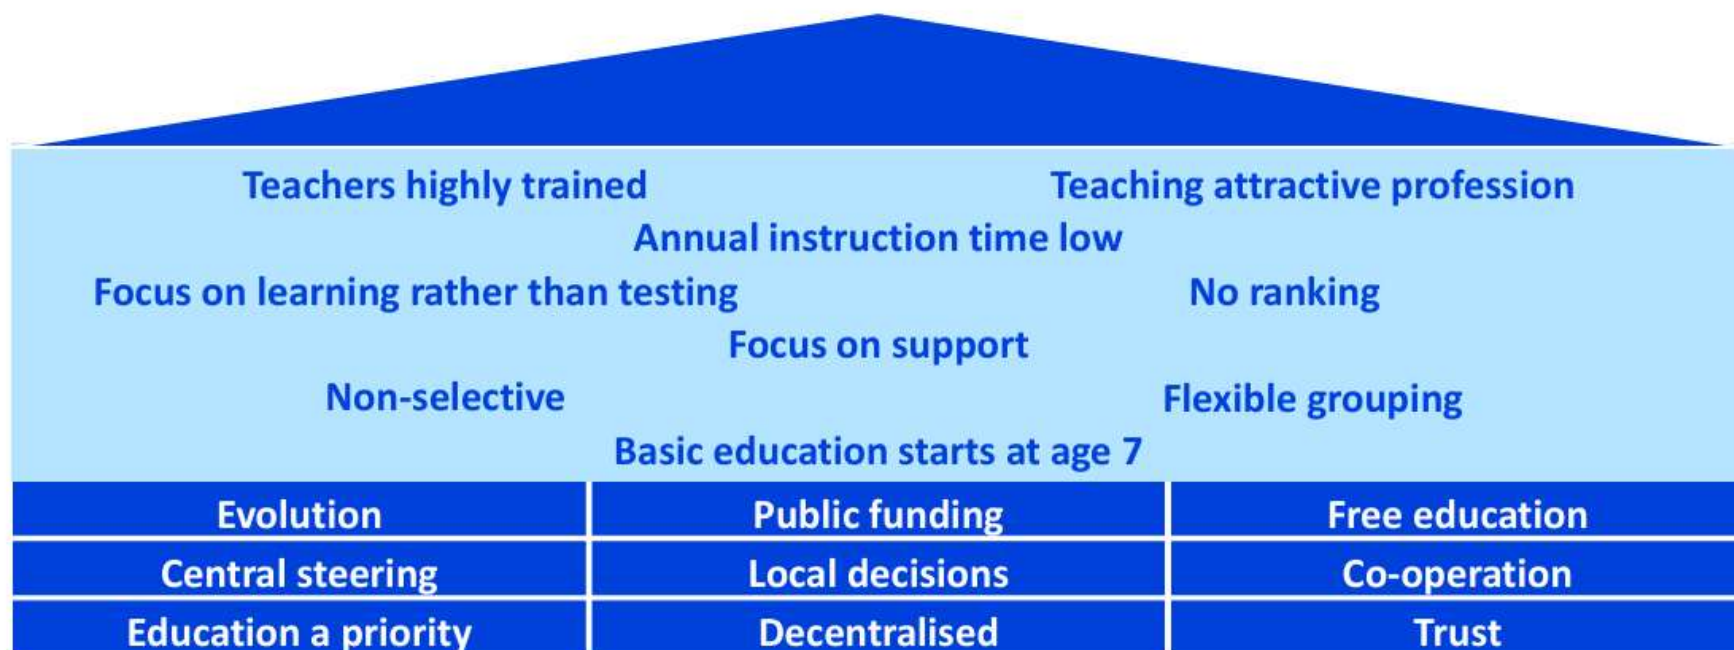 Teachers highly trained
Teaching attractive profession
Annual instruction time low
Focus on learning rather than testing
No ranking
Focus on support
Non-selective
Flexible grouping
Basic education starts at age 7
Evolution
Public funding
Free education
Central steering
Local decisions
Co-operation
Education a priority
Decentralised
Trust